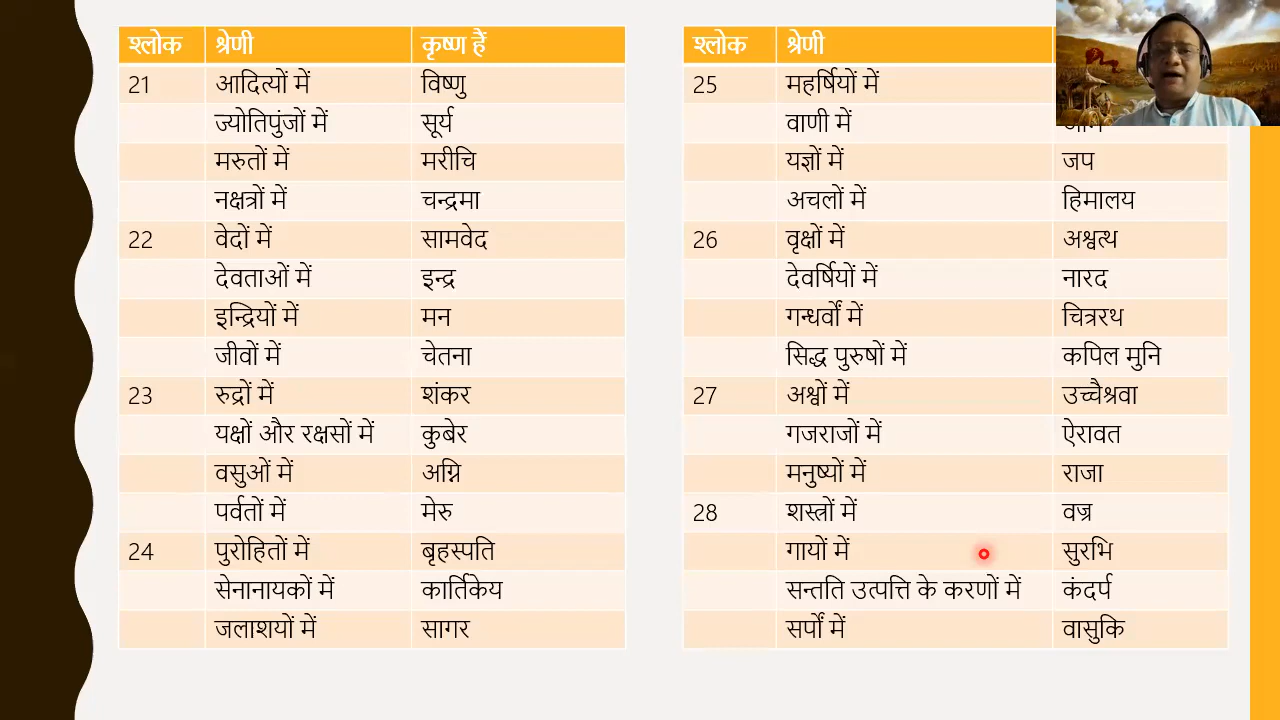 श्लोक श्रेणी कृष्ण हैं
21 आदित्यों में विष्णु
ज्योतिपुंजों में सूर्य
मरुतों में मरीचि
नक्षत्रों में चन्द्रमा
22 वेदों में सामवेद
देवताओं में इन्द्र
इन्द्रियों में मन
जीवों में चेतना
23 रुद्रों में शंकर
यक्षों और रक्षसों में कुबेर
वसुओं में अग्नि
पर्वतों में मेरु
24 पुरोहितों में बृहस्पति
सेनानायकों में कार्तिकेय
जलाशयों में सागर
श्लोक श्रेणी
25 महर्षियों में
वाणी में
यज्ञों में जप
अचलों में हिमालय
26 वृक्षों में अश्वत्थ
देवर्षियों में नारद
गन्धर्वों में चित्ररथ
सिद्ध पुरुषों में कपिल मुनि
27 अश्वों में उच्चैश्रवा
गजराजों में ऐरावत
मनुष्यों में राजा
28 शस्त्रों में वज्र
गायों में सुरभि
सन्तति उत्पत्ति के करणों में कंदर्प
सर्पों में वासुकि